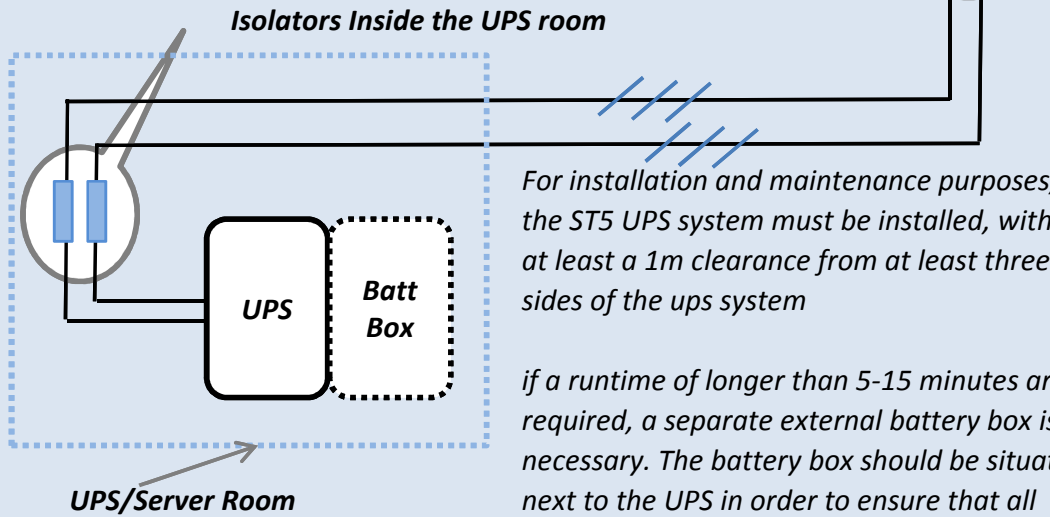 Isolators Inside the UPS room
For installation and maintenance purposes,
the ST5 UPS system must be installed, with
at least a 1m clearance from at least three
sides of the ups system
UPS
Batt
Box
if a runtime of longer than 5-15 minutes
required, a separate external battery box is
necessary. The battery box should be
next to the UPS in order to ensure that all
UPS/Server Room